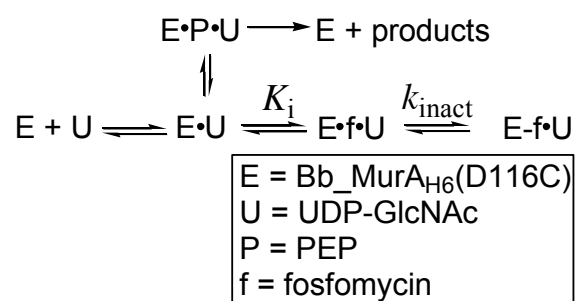 E•P•U E + products
K_i k_inact
E + U E•U E•f•U E-f•U
E = Bb_MurA_H6(D116C)
U = UDP-GlcNAc
P = PEP
f = fosfomycin